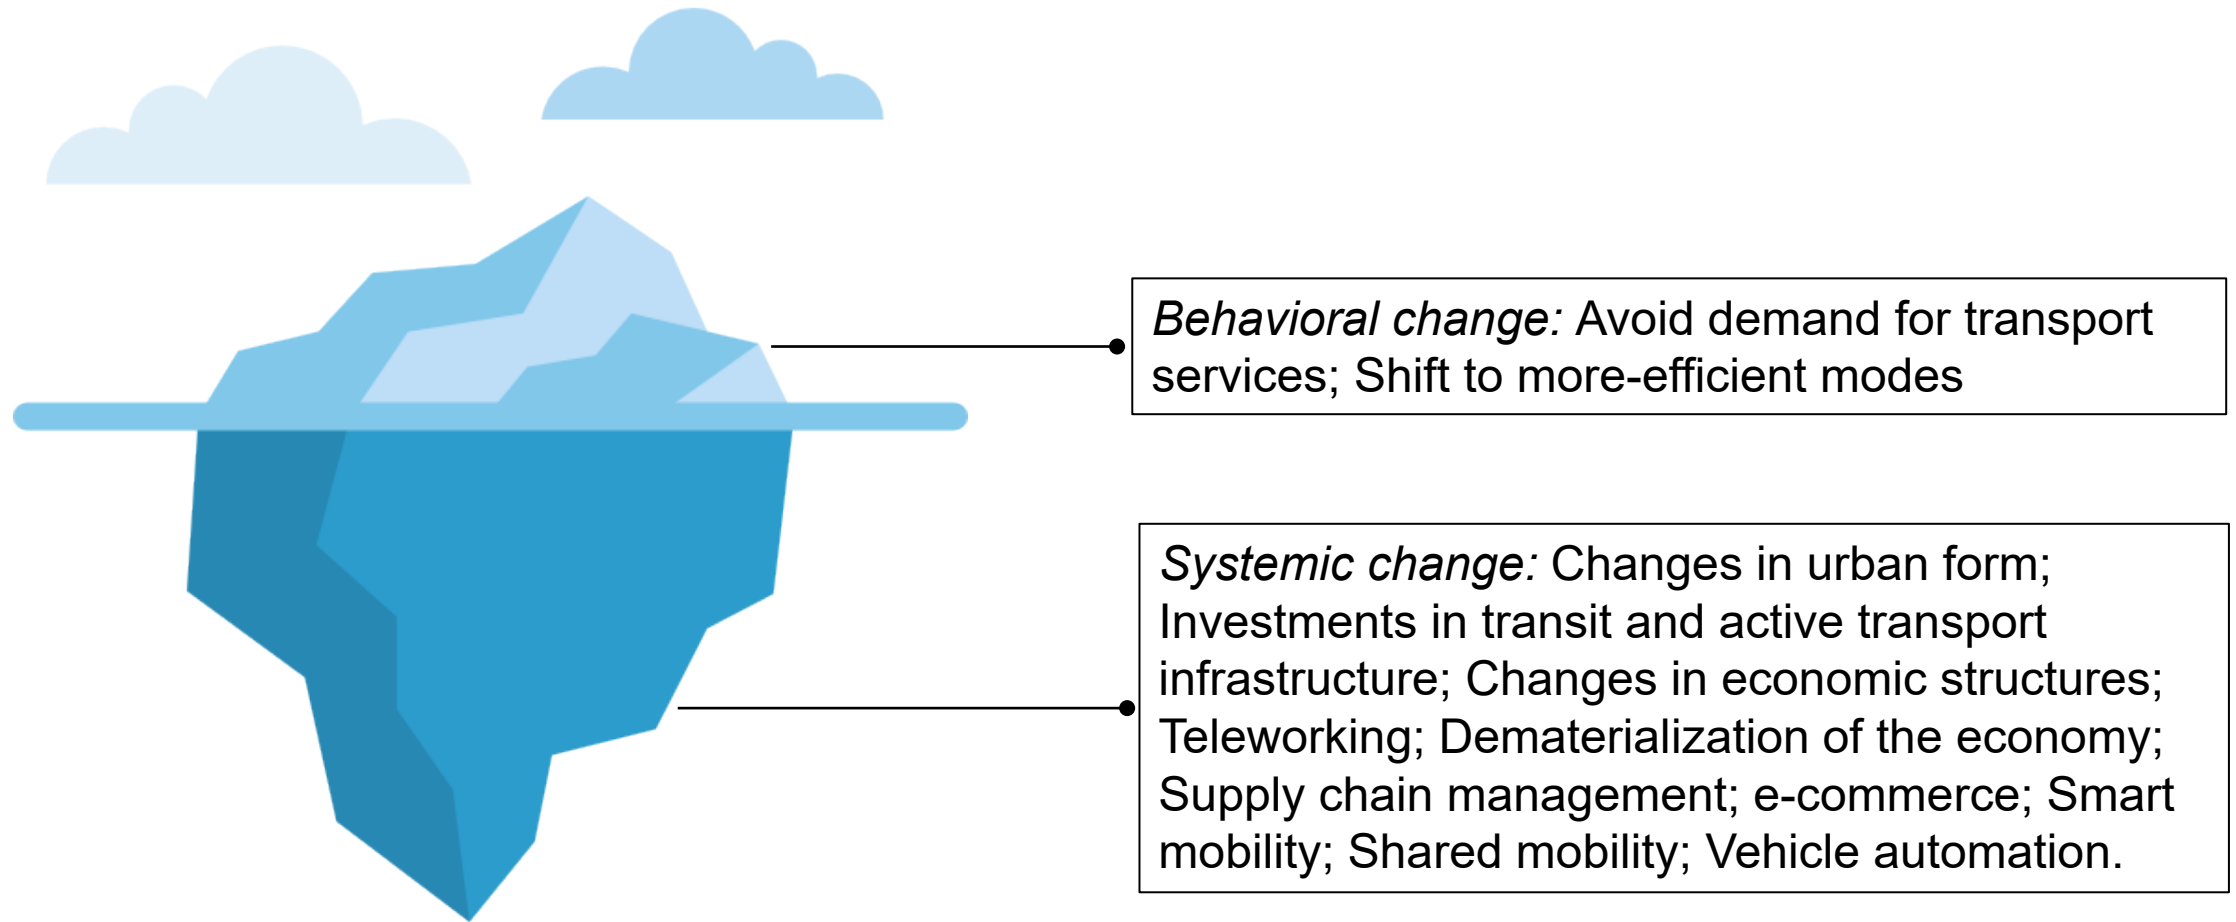 Behavioral change: Avoid demand for transport
services; Shift to more-efficient modes
Systemic change: Changes in urban form;
Investments in transit and active transport
infrastructure; Changes in economic structures;
Teleworking; Dematerialization of the economy;
Supply chain management; e-commerce; Smart
mobility; Shared mobility; Vehicle automation.